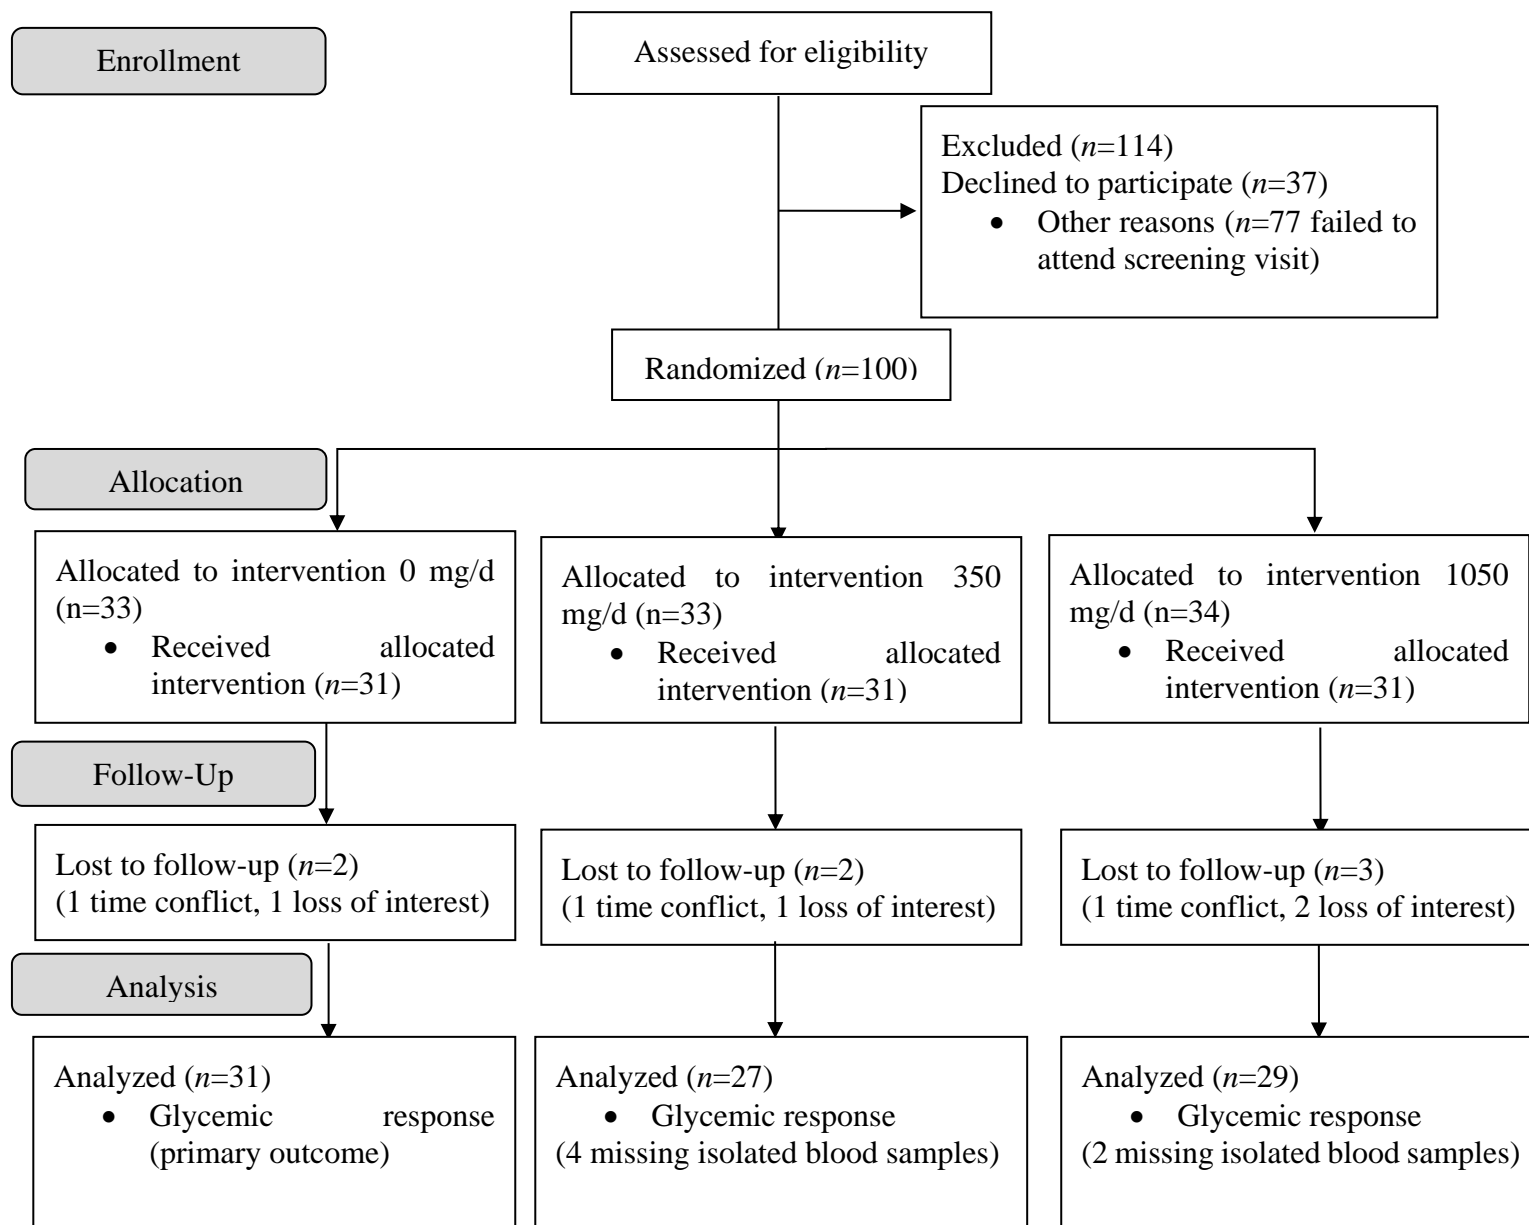 Enrollment
Assessed for eligibility
Excluded (n=114)
Declined to participate (n=37)
• Other reasons (n=77 failed to
attend screening visit)
Randomized (n=100)
Allocation
Allocated to intervention 0 mg/d
(n=33)
• Received allocated
intervention (n=31)
Allocated to intervention 350
mg/d (n=33)
• Received allocated
intervention (n=31)
Allocated to intervention 1050
mg/d (n=34)
• Received allocated
intervention (n=31)
Follow-Up
Lost to follow-up (n=2)
(1 time conflict, 1 loss of interest)
Lost to follow-up (n=2)
(1 time conflict, 1 loss of interest)
Lost to follow-up (n=3)
(1 time conflict, 2 loss of interest)
Analysis
Analyzed (n=31)
• Glycemic response
(primary outcome)
Analyzed (n=27)
• Glycemic response
(4 missing isolated blood samples)
Analyzed (n=29)
• Glycemic response
(2 missing isolated blood samples)